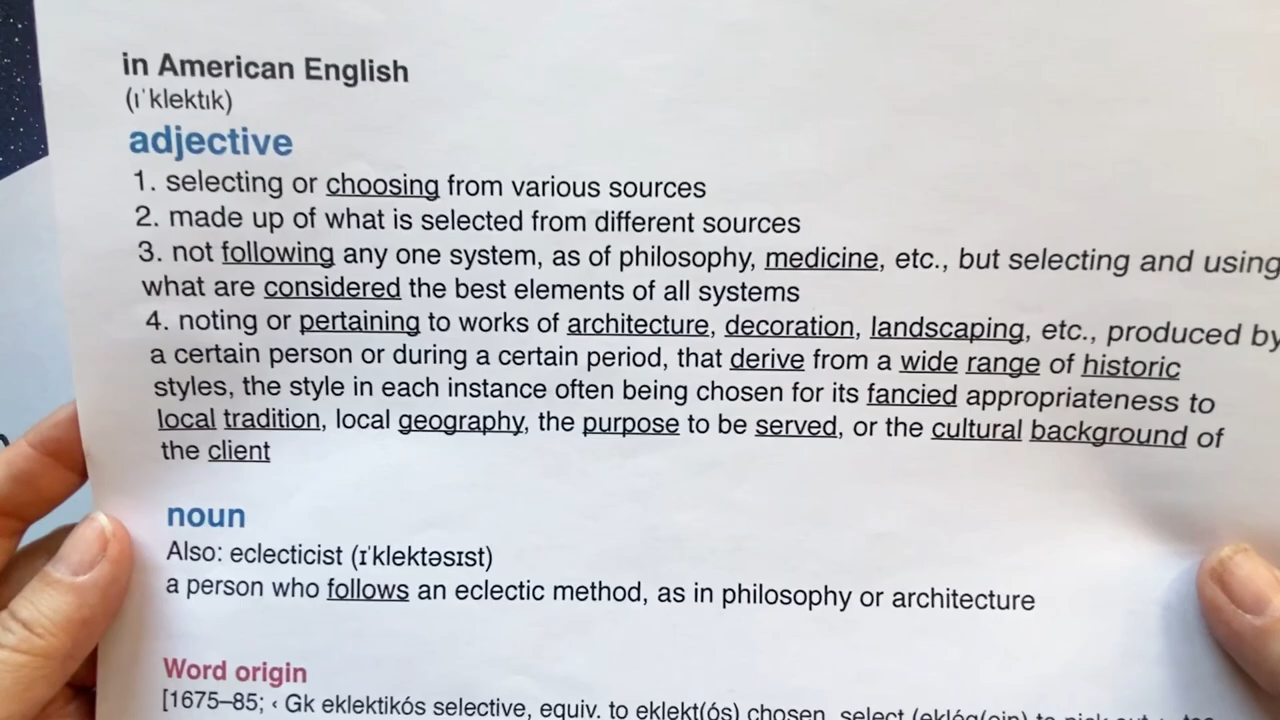 in American English
(ɪˈklektɪk)
adjective
1. selecting or choosing from various sources
2. made up of what is selected from different sources
3. not following any one system, as of philosophy, medicine, etc., but selecting and using
what are considered the best elements of all systems
4. noting or pertaining to works of architecture, decoration, landscaping, etc., produced by
a certain person or during a certain period, that derive from a wide range of historic
styles, the style in each instance often being chosen for its fancied appropriateness to
local tradition, local geography, the purpose to be served, or the cultural background of
the client
noun
Also: eclecticist (ɪˈklektəsɪst)
a person who follows an eclectic method, as in philosophy or architecture
Word origin
[1675–85; ‹ Gk eklektikós selective, equiv. to eklekt(ós) chosen, select